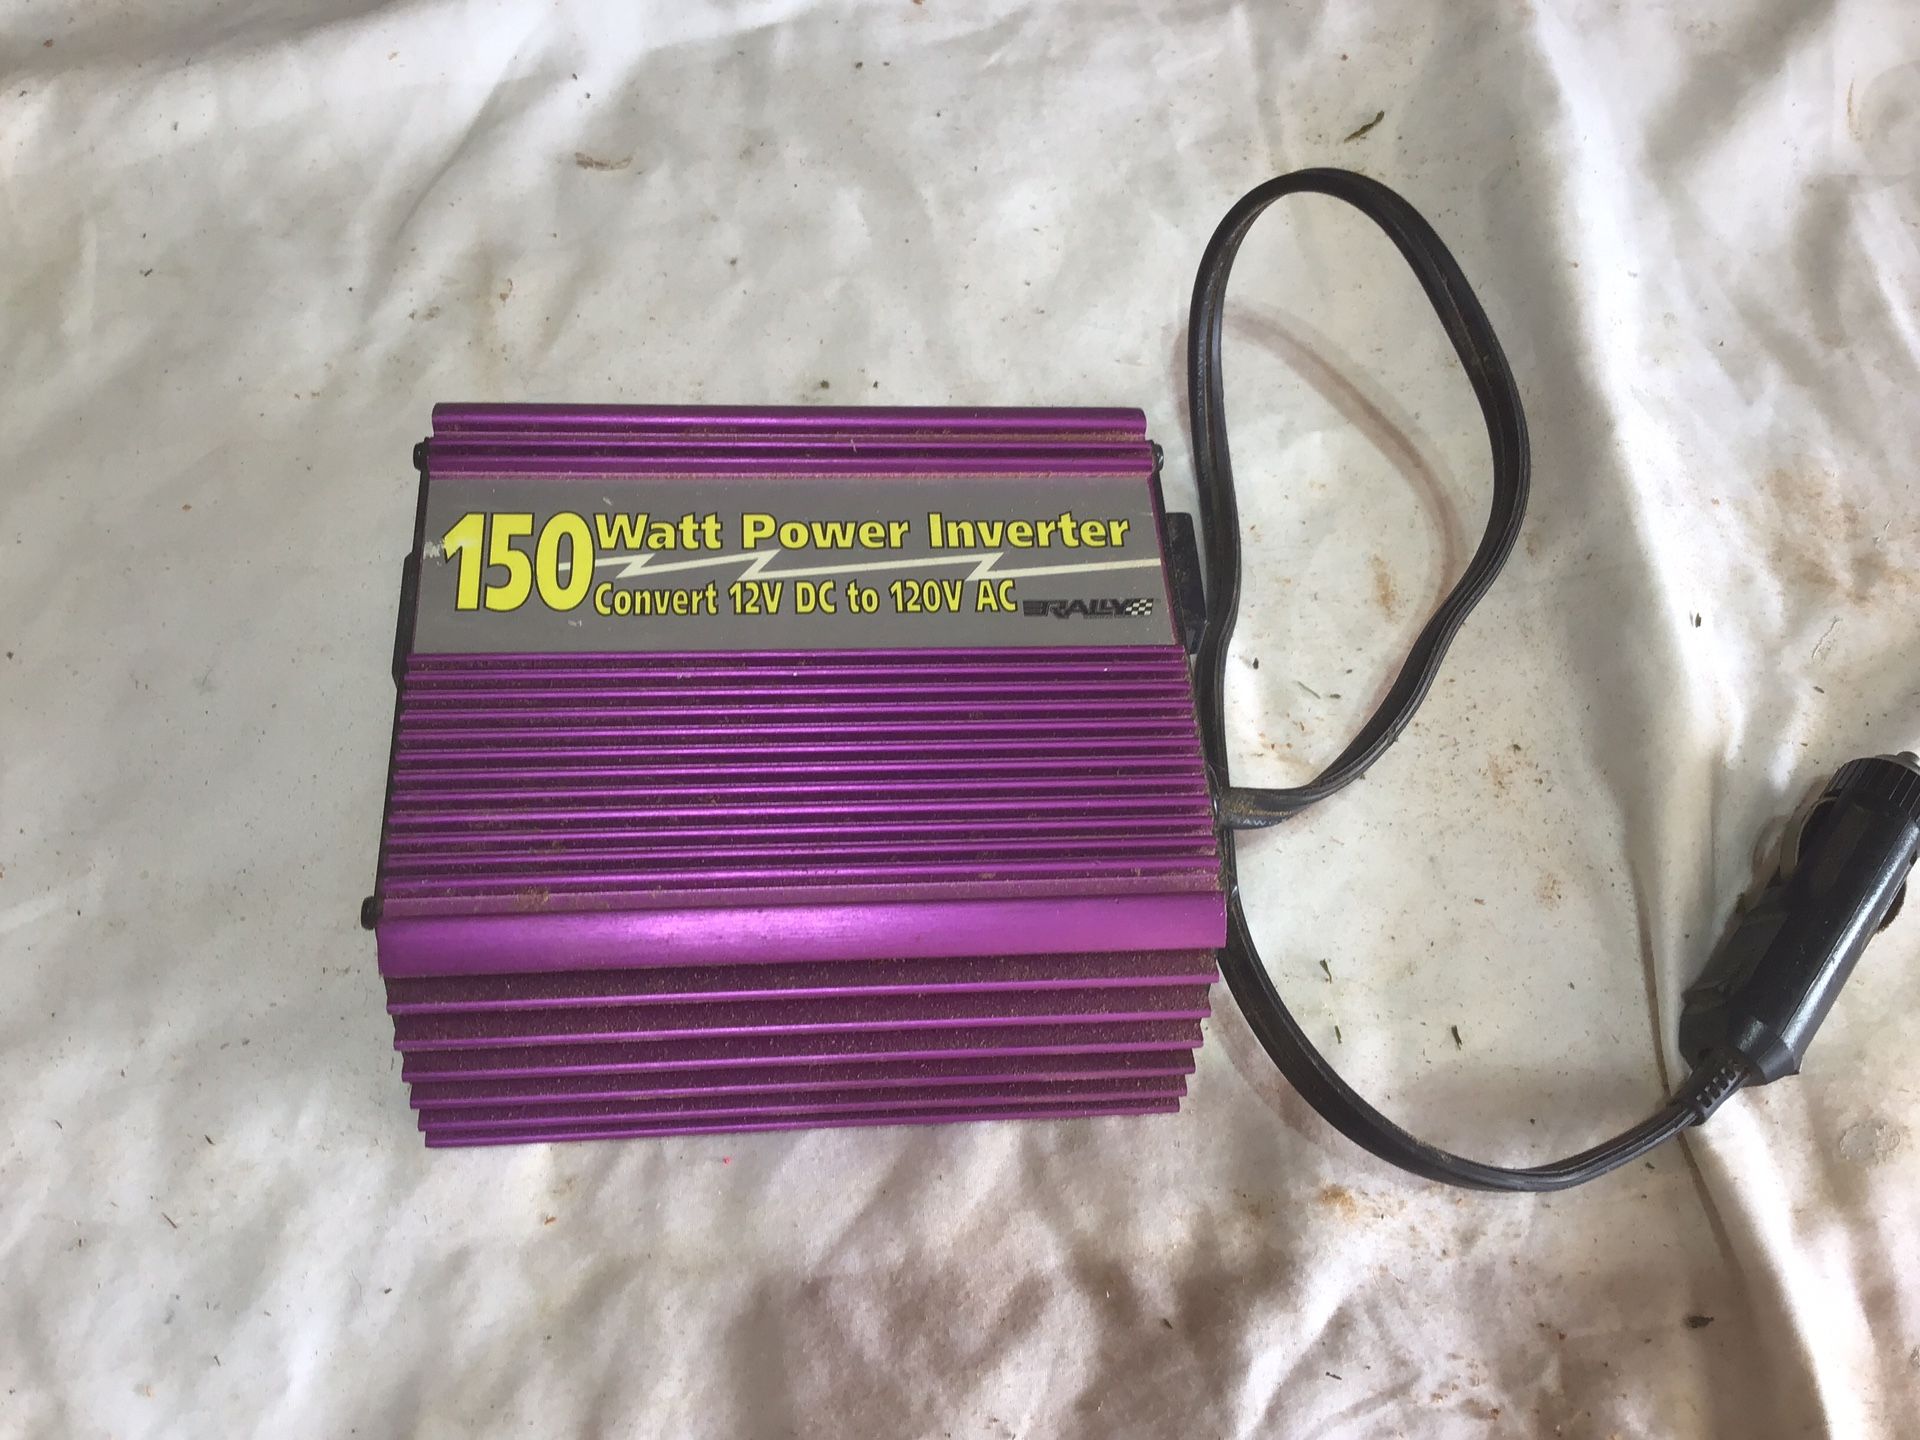 150 Watt Power Inverter
Convert 12V DC to 120V AC
RALLY